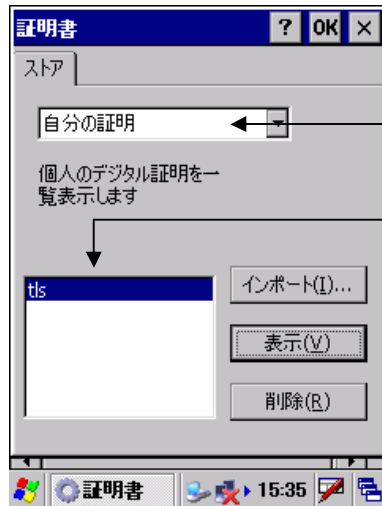 証明書 ? OK ×
ストア
自分の証明
個人のデジタル証明を一
覧表示します
tls
インポート(I)...
表示(V)
削除(R)
証明書 15:35